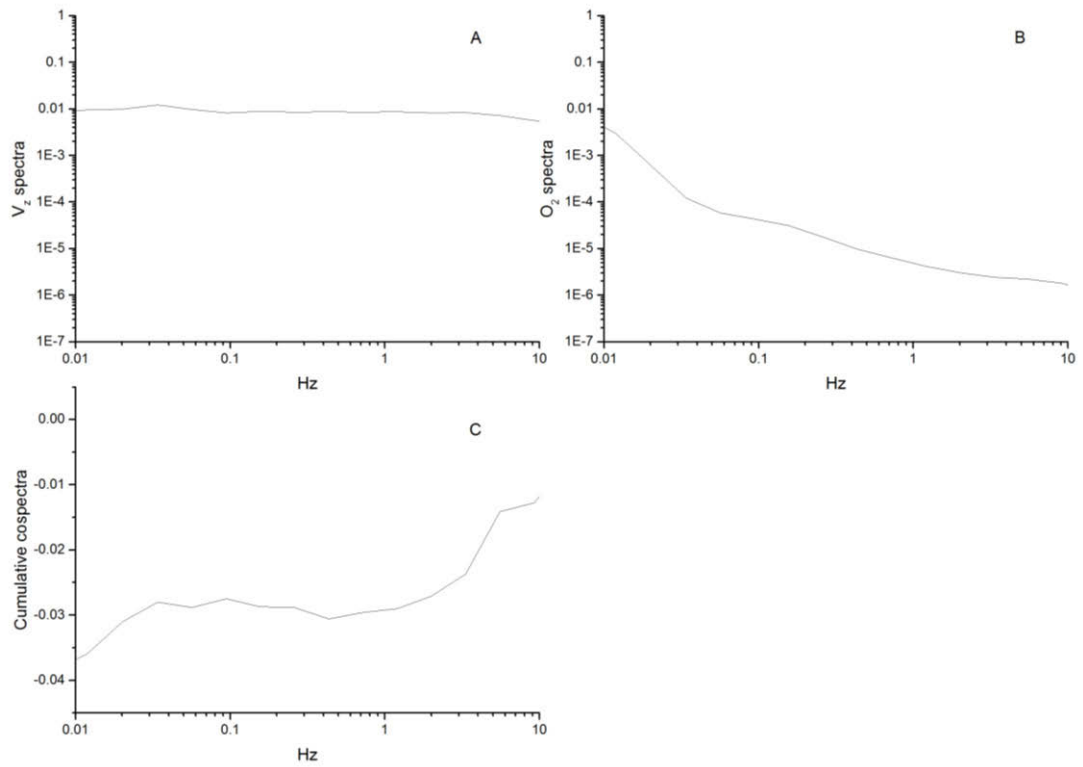 A
V_z spectra
1
0.1
0.01
1E-3
1E-4
1E-5
1E-6
1E-7
0.01
0.1
1
10
Hz
B
O_2 spectra
1
0.1
0.01
1E-3
1E-4
1E-5
1E-6
1E-7
0.01
0.1
1
10
Hz
C
Cumulative cospectra
0.00
-0.01
-0.02
-0.03
-0.04
0.01
0.1
1
10
Hz